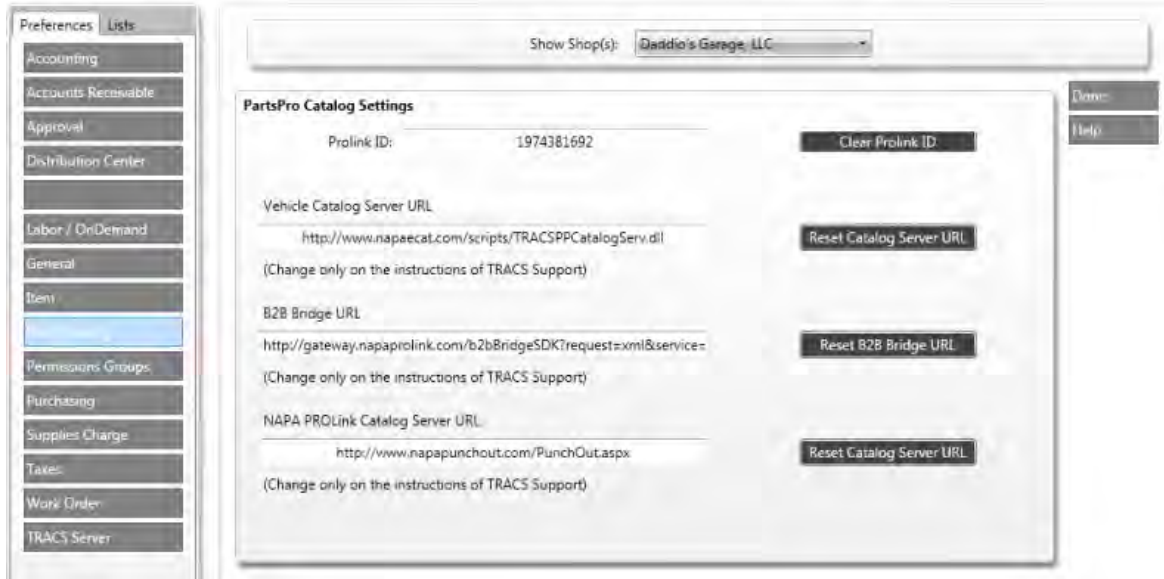 Preferences
Lists
Accounting
Accounts Receivable
Approval
Distribution Center
Labor / OnDemand
General
Item
Permissions Groups
Purchasing
Supplies Charge
Taxes
Work Order
TRACS Server
Show Shop(s): Daddio's Garage, LLC
PartsPro Catalog Settings
Prolink ID: 1974381692 Clear Prolink ID
Vehicle Catalog Server URL
http://www.napaecat.com/scripts/TRACSPPCatalogServ.dll Reset Catalog Server URL
(Change only on the instructions of TRACS Support)
B2B Bridge URL
http://gateway.napaprolink.com/b2bBridgeSDK?request=xml&service= Reset B2B Bridge URL
(Change only on the instructions of TRACS Support)
NAPA PROLink Catalog Server URL
http://www.napapunchout.com/PunchOut.aspx Reset Catalog Server URL
(Change only on the instructions of TRACS Support)
Done
Help